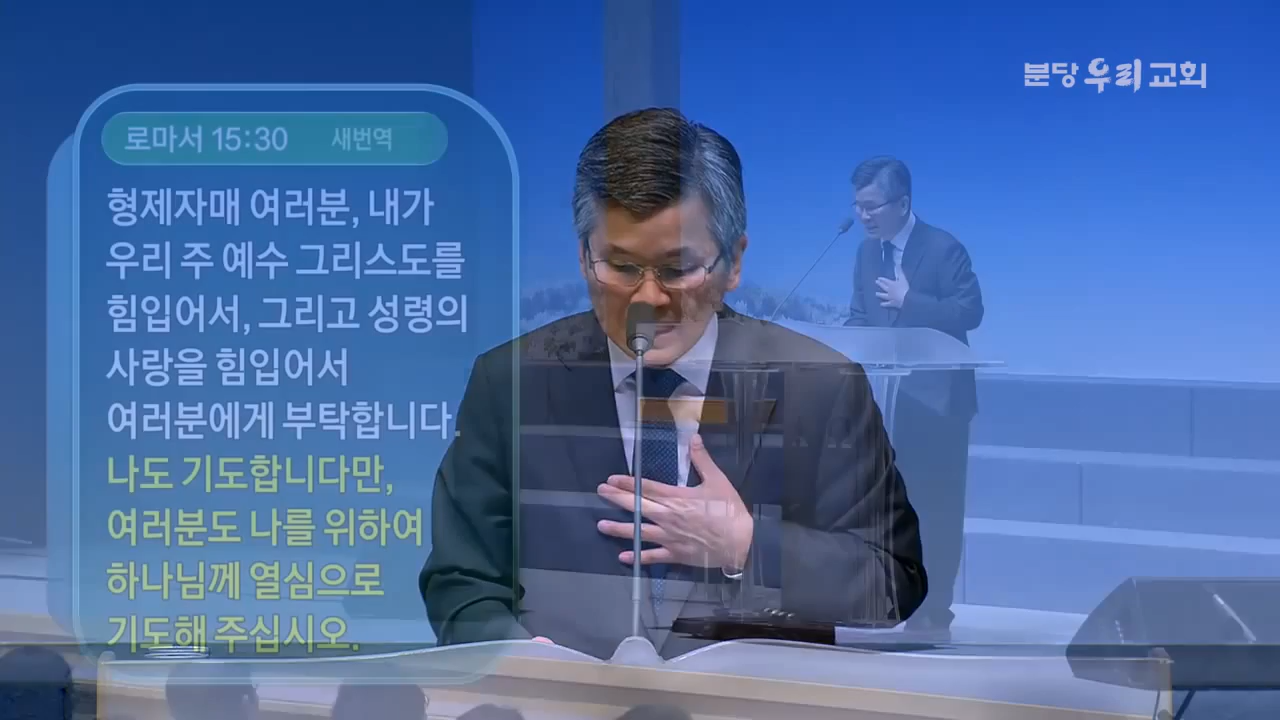 분당우리교회
로마서 15:30 새번역
형제자매 여러분, 내가
우리 주 예수 그리스도를
힘입어서, 그리고 성령의
사랑을 힘입어서
여러분에게 부탁합니다.
나도 기도합니다만,
여러분도 나를 위하여
하나님께 열심으로
기도해 주십시오.